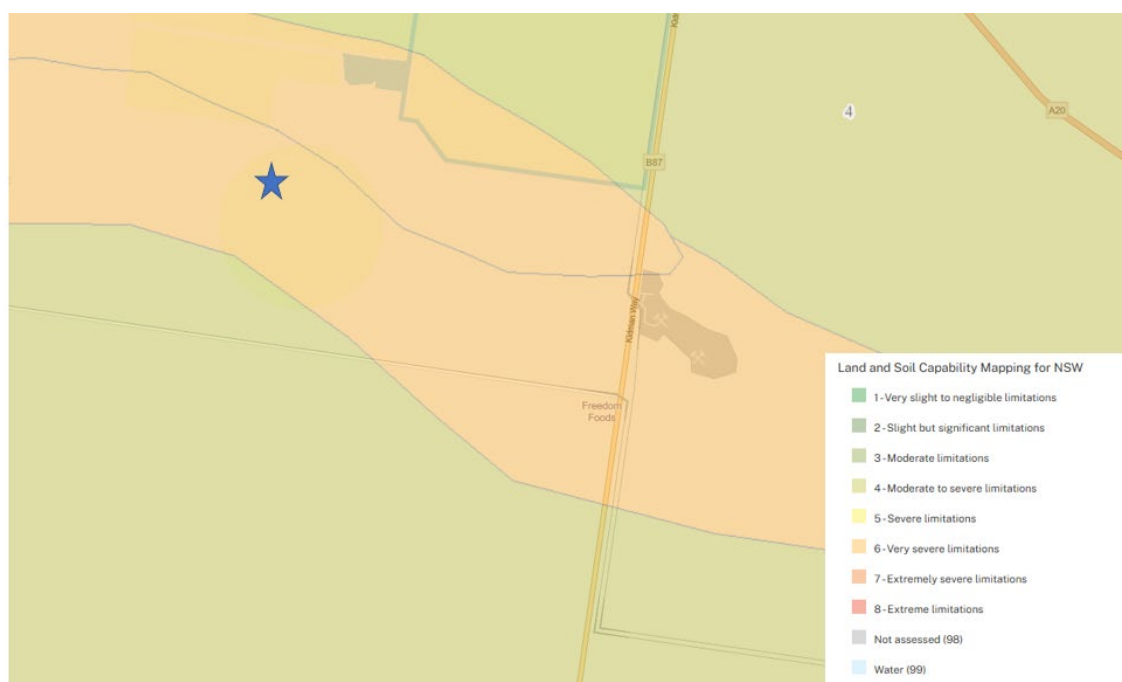 4
A20
B87
Kidman Way
Freedom
Foods
Land and Soil Capability Mapping for NSW
1 - Very slight to negligible limitations
2 - Slight but significant limitations
3 - Moderate limitations
4 - Moderate to severe limitations
5 - Severe limitations
6 - Very severe limitations
7 - Extremely severe limitations
8 - Extreme limitations
Not assessed (98)
Water (99)